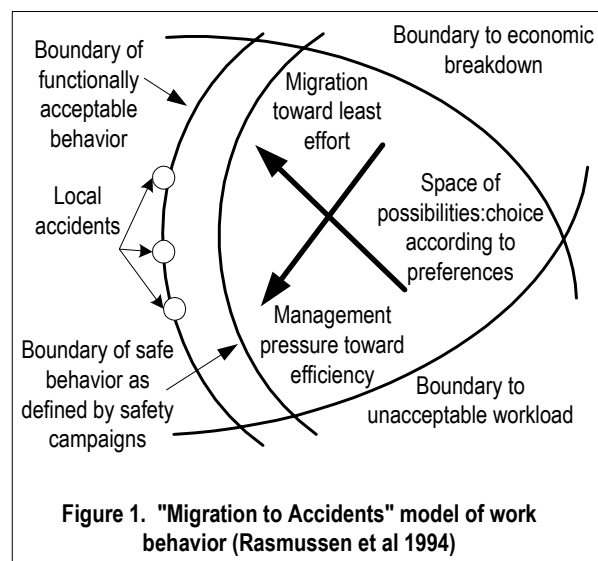 Boundary of
functionally
acceptable
behavior
Boundary to economic
breakdown
Migration
toward least
effort
Local
accidents
Space of
possibilities:choice
according to
preferences
Management
pressure toward
efficiency
Boundary of safe
behavior as
defined by safety
campaigns
Boundary to
unacceptable workload
Figure 1. "Migration to Accidents" model of work
behavior (Rasmussen et al 1994)